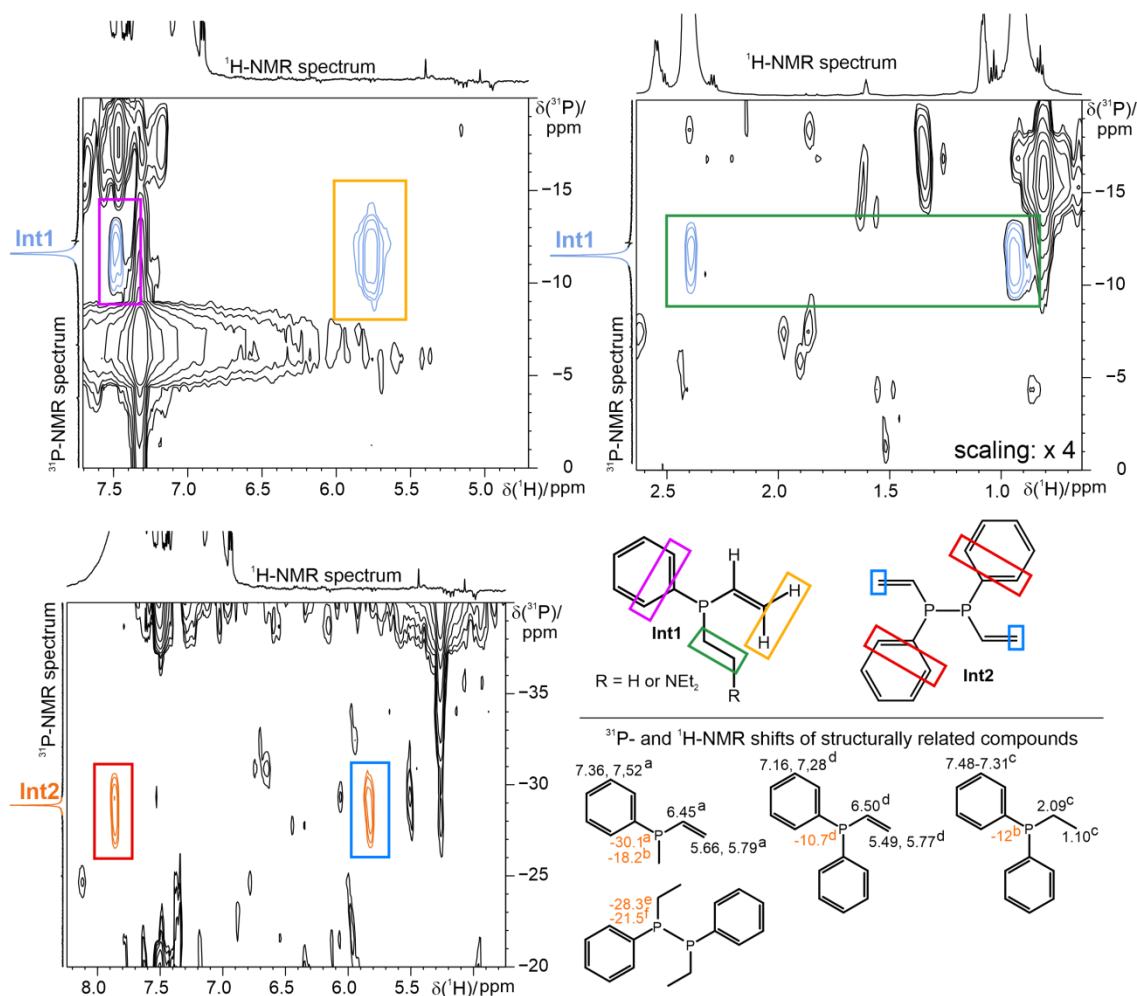 ¹H-NMR spectrum
δ(³¹P)/
ppm
−15
−10
−5
0
Int1
³¹P-NMR spectrum
7.5 7.0 6.5 6.0 5.5 5.0
δ(¹H)/ppm
¹H-NMR spectrum
δ(³¹P)/
ppm
−15
−10
−5
0
Int1
³¹P-NMR spectrum
scaling: x 4
2.5 2.0 1.5 1.0
δ(¹H)/ppm
¹H-NMR spectrum
δ(³¹P)/
ppm
−35
−30
−25
−20
Int2
³¹P-NMR spectrum
8.0 7.5 7.0 6.5 6.0 5.5
δ(¹H)/ppm
H
H
P
H
Int1
R
R = H or NEt₂
P P
Int2
³¹P- and ¹H-NMR shifts of structurally related compounds
7.36, 7,52ᵃ
6.45ᵃ
P
-30.1ᵃ
-18.2ᵇ
5.66, 5.79ᵃ
7.16, 7,28ᵈ
6.50ᵈ
P
-10.7ᵈ
5.49, 5.77ᵈ
7.48-7.31ᶜ
2.09ᶜ
P
-12ᵇ
1.10ᶜ
-28.3ᵉ
-21.5ᶠ
P
P